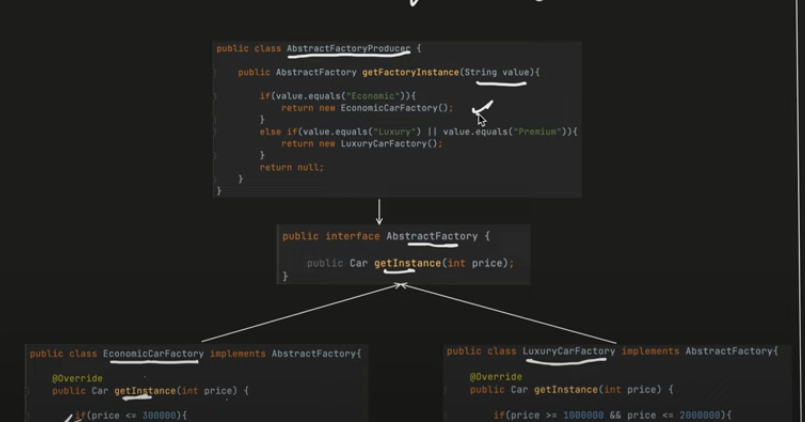 public class AbstractFactoryProducer {
public AbstractFactory getFactoryInstance(String value){
if(value.equals("Economic")){
return new EconomicCarFactory();
}
else if(value.equals("Luxury") || value.equals("Premium")){
return new LuxuryCarFactory();
}
return null;
}
}
public interface AbstractFactory {
public Car getInstance(int price);
}
public class EconomicCarFactory implements AbstractFactory{
@Override
public Car getInstance(int price) {
if(price <= 300000){
public class LuxuryCarFactory implements AbstractFactory{
@Override
public Car getInstance(int price) {
if(price >= 1000000 && price <= 2000000){